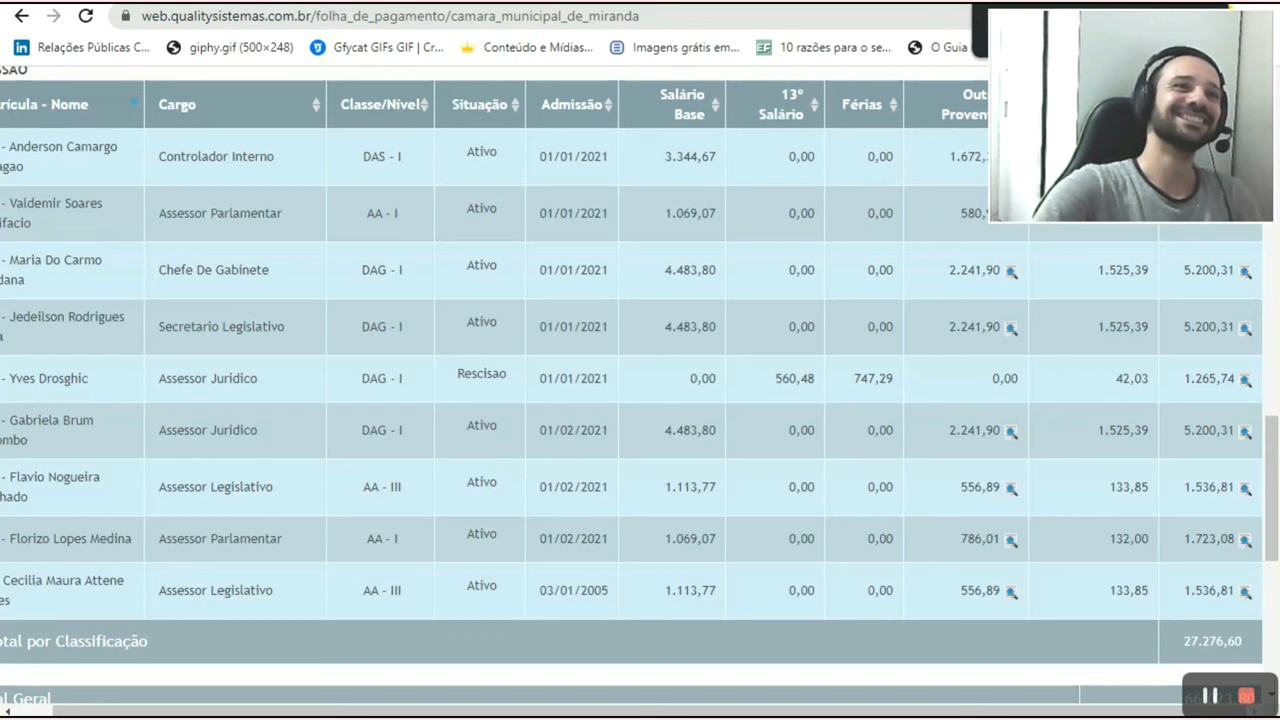 web.qualitysistemas.com.br/folha_de_pagamento/camara_municipal_de_miranda
in Relações Públicas C... giphy.gif (500×248) Gfycat GIFs GIF | Cr... Conteúdo e Mídias... Imagens grátis em... EF 10 razões para o se... O Guia
SSÃO
rícula - Nome Cargo Classe/Nível Situação Admissão Salário Base 13º Salário Férias Out Proven
- Anderson Camargo
gao Controlador Interno DAS - I Ativo 01/01/2021 3.344,67 0,00 0,00 1.672,
- Valdemir Soares
ifacio Assessor Parlamentar AA - I Ativo 01/01/2021 1.069,07 0,00 0,00 580,
- Maria Do Carmo
dana Chefe De Gabinete DAG - I Ativo 01/01/2021 4.483,80 0,00 0,00 2.241,90 1.525,39 5.200,31
- Jedeilson Rodrigues
a Secretario Legislativo DAG - I Ativo 01/01/2021 4.483,80 0,00 0,00 2.241,90 1.525,39 5.200,31
- Yves Drosghic Assessor Juridico DAG - I Rescisao 01/01/2021 0,00 560,48 747,29 0,00 42,03 1.265,74
- Gabriela Brum
ombo Assessor Juridico DAG - I Ativo 01/02/2021 4.483,80 0,00 0,00 2.241,90 1.525,39 5.200,31
- Flavio Nogueira
hado Assessor Legislativo AA - III Ativo 01/02/2021 1.113,77 0,00 0,00 556,89 133,85 1.536,81
- Florizo Lopes Medina Assessor Parlamentar AA - I Ativo 01/02/2021 1.069,07 0,00 0,00 786,01 132,00 1.723,08
Cecilia Maura Attene
es Assessor Legislativo AA - III Ativo 03/01/2005 1.113,77 0,00 0,00 556,89 133,85 1.536,81
otal por Classificação 27.276,60
al Geral